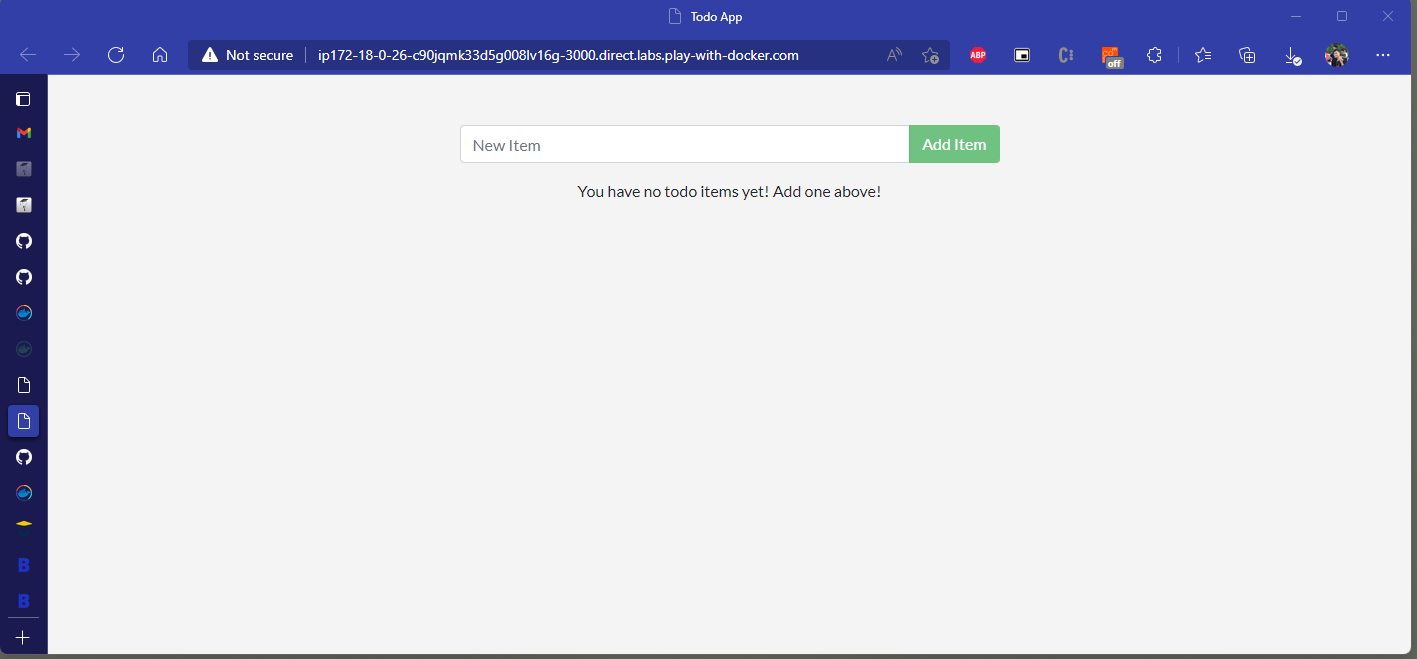 Todo App
Not secure
ip172-18-0-26-c90jqmk33d5g008lv16g-3000.direct.labs.play-with-docker.com
ABP
off
New Item
Add Item
You have no todo items yet! Add one above!
B
B